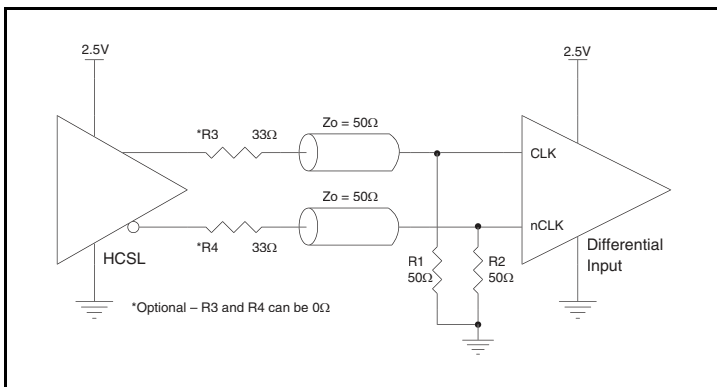 2.5V
2.5V
*R3
33Ω
Zo = 50Ω
CLK
Zo = 50Ω
nCLK
HCSL
*R4
33Ω
Differential
Input
R1
50Ω
R2
50Ω
*Optional – R3 and R4 can be 0Ω